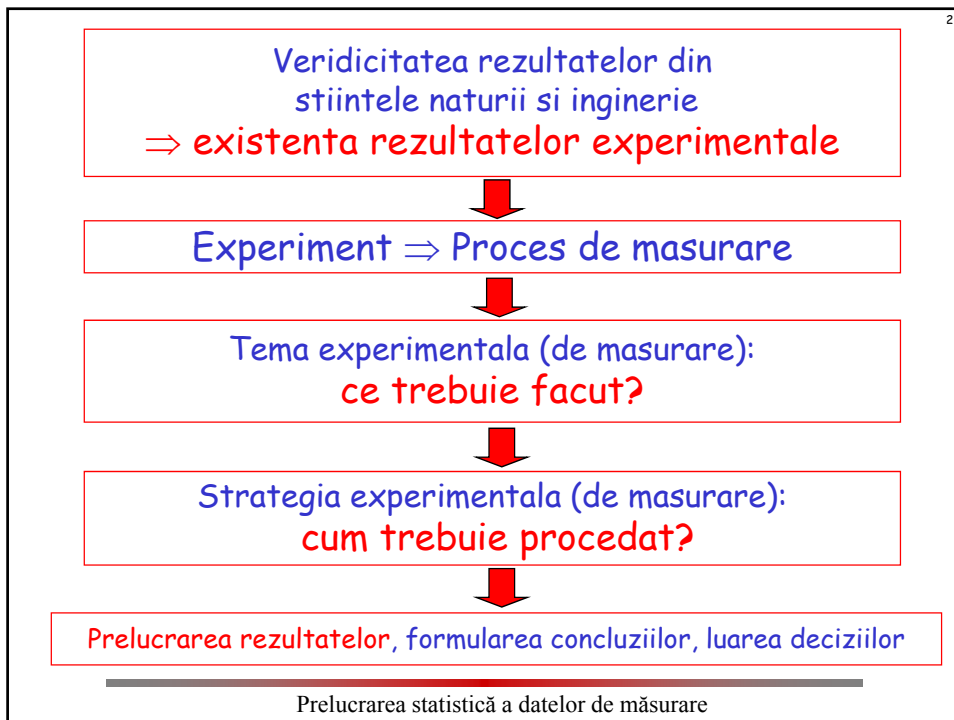 2
Veridicitatea rezultatelor din
stiintele naturii si inginerie
⇒ existenta rezultatelor experimentale
Experiment ⇒ Proces de masurare
Tema experimentala (de masurare):
ce trebuie facut?
Strategia experimentala (de masurare):
cum trebuie procedat?
Prelucrarea rezultatelor, formularea concluziilor, luarea deciziilor
Prelucrarea statistică a datelor de măsurare